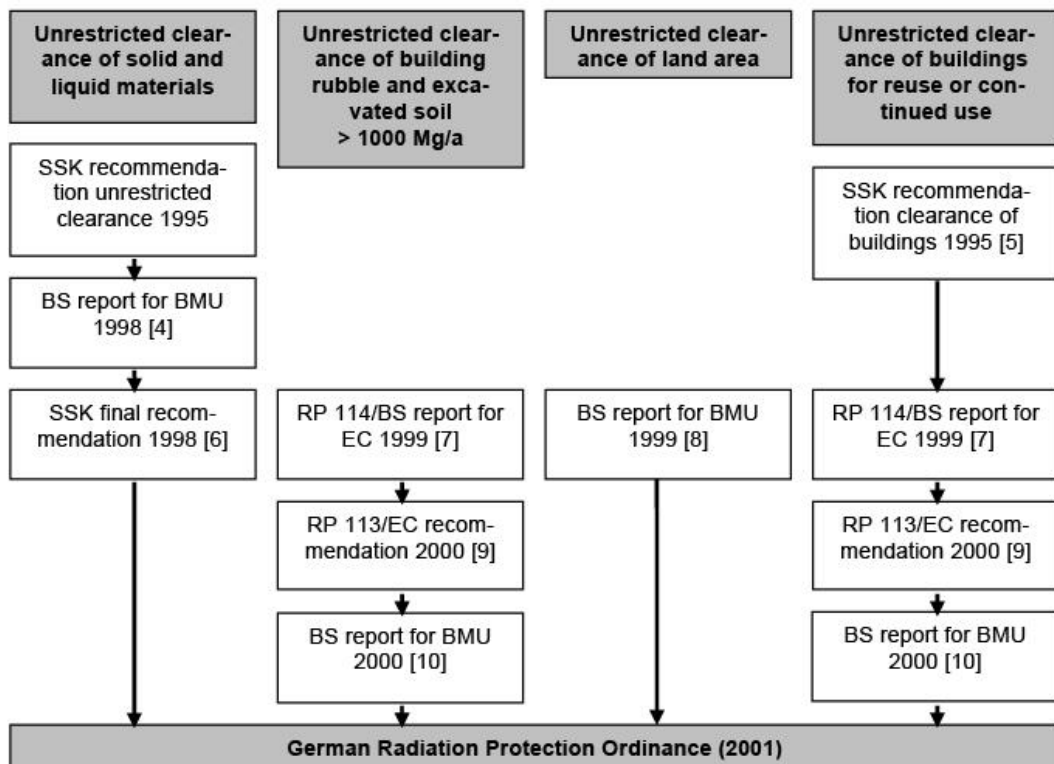 Unrestricted clear-
ance of solid and
liquid materials
SSK recommenda-
tion unrestricted
clearance 1995
BS report for BMU
1998 [4]
SSK final recom-
mendation 1998 [6]
Unrestricted clear-
ance of building
rubble and exca-
vated soil
> 1000 Mg/a
RP 114/BS report for
EC 1999 [7]
RP 113/EC recom-
mendation 2000 [9]
BS report for BMU
2000 [10]
Unrestricted clear-
ance of land area
BS report for BMU
1999 [8]
Unrestricted clear-
ance of buildings
for reuse or con-
tinued use
SSK recommenda-
tion clearance of
buildings 1995 [5]
RP 114/BS report for
EC 1999 [7]
RP 113/EC recom-
mendation 2000 [9]
BS report for BMU
2000 [10]
German Radiation Protection Ordinance (2001)